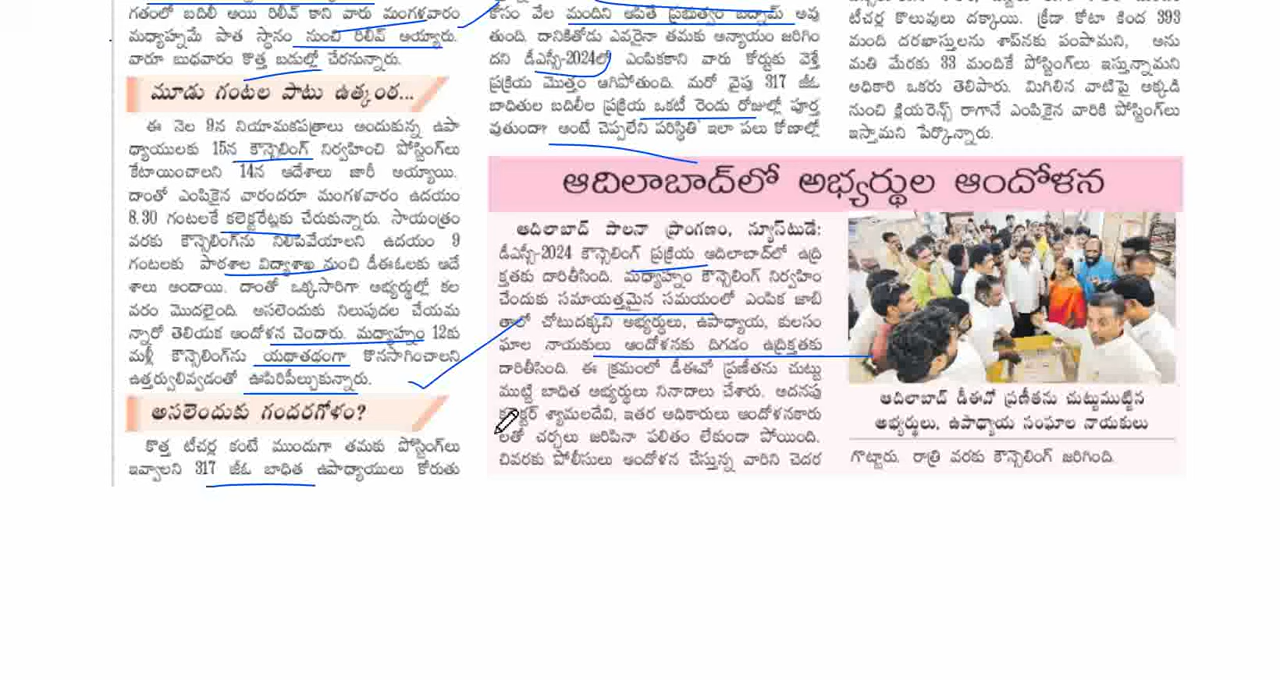 గతంలో బదిలీ అయి రిలీవ్ కాని వారు మంగళవారం
మధ్యాహ్నమే పాత స్థానం నుంచి రిలీవ్ అయ్యారు.
వారూ బుధవారం కొత్త బడుల్లో చేరనున్నారు.
మూడు గంటల పాటు ఉత్కంఠ...
ఈ నెల 9న నియామకపత్రాలు అందుకున్న ఉపా
ధ్యాయులకు 15న కౌన్సెలింగ్ నిర్వహించి పోస్టింగ్‌లు
కేటాయించాలని 14న ఆదేశాలు జారీ అయ్యాయి.
దాంతో ఎంపికైన వారందరూ మంగళవారం ఉదయం
8.30 గంటలకే కలెక్టరేట్లకు చేరుకున్నారు. సాయంత్రం
వరకు కౌన్సెలింగ్‌ను నిలిపివేయాలని ఉదయం 9
గంటలకు పాఠశాల విద్యాశాఖ నుంచి డీఈఓలకు ఆదే
శాలు అందాయి. దాంతో ఒక్కసారిగా అభ్యర్థుల్లో కల
వరం మొదలైంది. అసలెందుకు నిలుపుదల చేయమ
న్నారో తెలియక ఆందోళన చెందారు. మధ్యాహ్నం 12కు
మళ్లీ కౌన్సెలింగ్‌ను యథాతథంగా కొనసాగించాలని
ఉత్తర్వులివ్వడంతో ఊపిరిపీల్చుకున్నారు.
అసలెందుకు గందరగోళం?
కొత్త టీచర్ల కంటే ముందుగా తమకు పోస్టింగ్‌లు
ఇవ్వాలని 317 జీఓ బాధిత ఉపాధ్యాయులు కోరుతు
కోసం వేల మందిని ఆపితే ప్రభుత్వం బద్నామ్ అవు
తుంది. దానికితోడు ఎవరైనా తమకు అన్యాయం జరిగిం
దని డీఎస్సీ-2024లో ఎంపికకాని వారు కోర్టుకు వెళ్తే
ప్రక్రియ మొత్తం ఆగిపోతుంది. మరో వైపు 317 జీఓ
బాధితుల బదిలీల ప్రక్రియ ఒకటీ రెండు రోజుల్లో పూర్త
వుతుందా? అంటే చెప్పలేని పరిస్థితి' ఇలా పలు కోణాల్లో
టీచర్ల కొలువులు దక్కాయి. క్రీడా కోటా కింద 393
మంది దరఖాస్తులను శాప్‌నకు పంపామని, అను
మతి మేరకు 33 మందికే పోస్టింగ్‌లు ఇస్తున్నామని
అధికారి ఒకరు తెలిపారు. మిగిలిన వాటిపై అక్కడి
నుంచి క్లియరెన్స్ రాగానే ఎంపికైన వారికి పోస్టింగ్‌లు
ఇస్తామని పేర్కొన్నారు.
ఆదిలాబాద్‌లో అభ్యర్థుల ఆందోళన
ఆదిలాబాద్ పాలనా ప్రాంగణం, న్యూస్‌టుడే:
డీఎస్సీ-2024 కౌన్సెలింగ్ ప్రక్రియ ఆదిలాబాద్‌లో ఉద్రి
క్తతకు దారితీసింది. మధ్యాహ్నం కౌన్సెలింగ్ నిర్వహిం
చేందుకు సమాయత్తమైన సమయంలో ఎంపిక జాబి
తాలో చోటుదక్కని అభ్యర్థులు, ఉపాధ్యాయ, కులసం
ఘాల నాయకులు ఆందోళనకు దిగడం ఉద్రిక్తతకు
దారితీసింది. ఈ క్రమంలో డీఈవో ప్రణీతను చుట్టు
ముట్టి బాధిత అభ్యర్థులు నినాదాలు చేశారు. అదనపు
శ్యామలదేవి, ఇతర అధికారులు ఆందోళనకారు
లతో చర్చలు జరిపినా ఫలితం లేకుండా పోయింది.
చివరకు పోలీసులు ఆందోళన చేస్తున్న వారిని చెదర
ఆదిలాబాద్ డీఈవో ప్రణీతను చుట్టుముట్టిన
అభ్యర్థులు, ఉపాధ్యాయ సంఘాల నాయకులు
గొట్టారు. రాత్రి వరకు కౌన్సెలింగ్ జరిగింది.